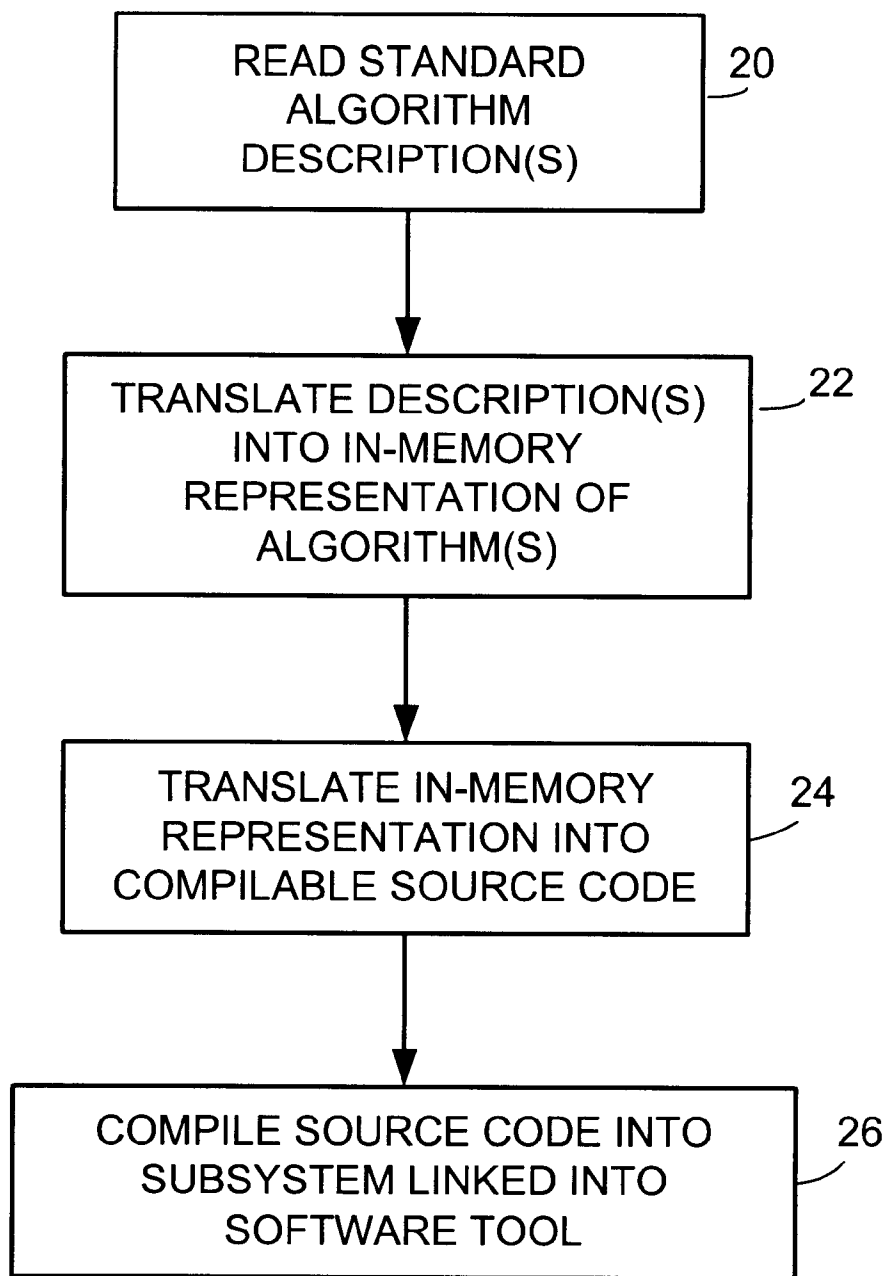 READ STANDARD
ALGORITHM
DESCRIPTION(S)
20
TRANSLATE DESCRIPTION(S)
INTO IN-MEMORY
REPRESENTATION OF
ALGORITHM(S)
22
TRANSLATE IN-MEMORY
REPRESENTATION INTO
COMPILABLE SOURCE CODE
24
COMPILE SOURCE CODE INTO
SUBSYSTEM LINKED INTO
SOFTWARE TOOL
26